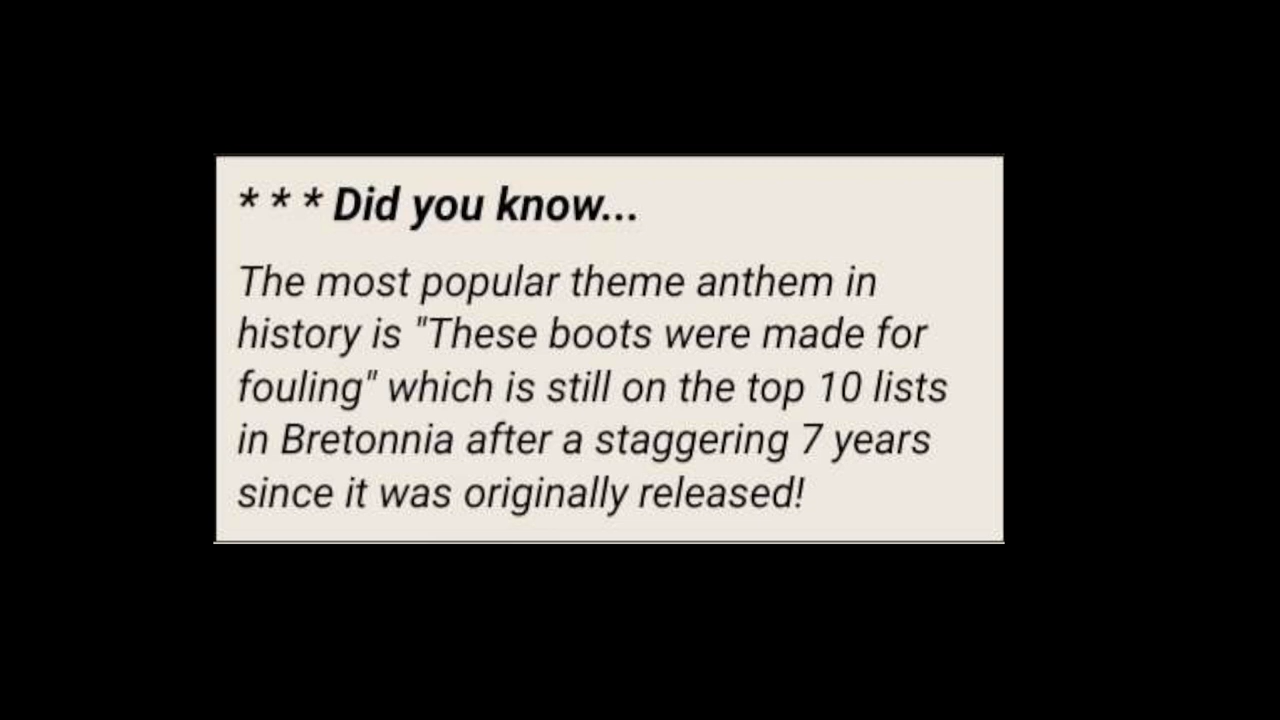 * * * Did you know...
The most popular theme anthem in
history is "These boots were made for
fouling" which is still on the top 10 lists
in Bretonnia after a staggering 7 years
since it was originally released!